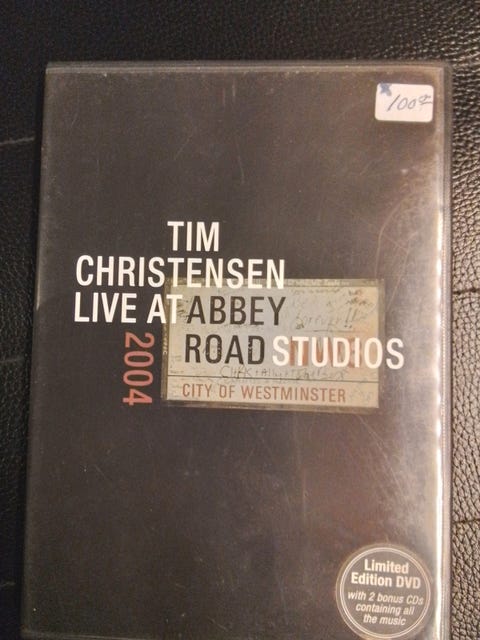 100.-
TIM
CHRISTENSEN
LIVE AT ABBEY
ROAD STUDIOS
2004
CITY OF WESTMINSTER
Limited
Edition DVD
with 2 bonus CDs
containing all
the music